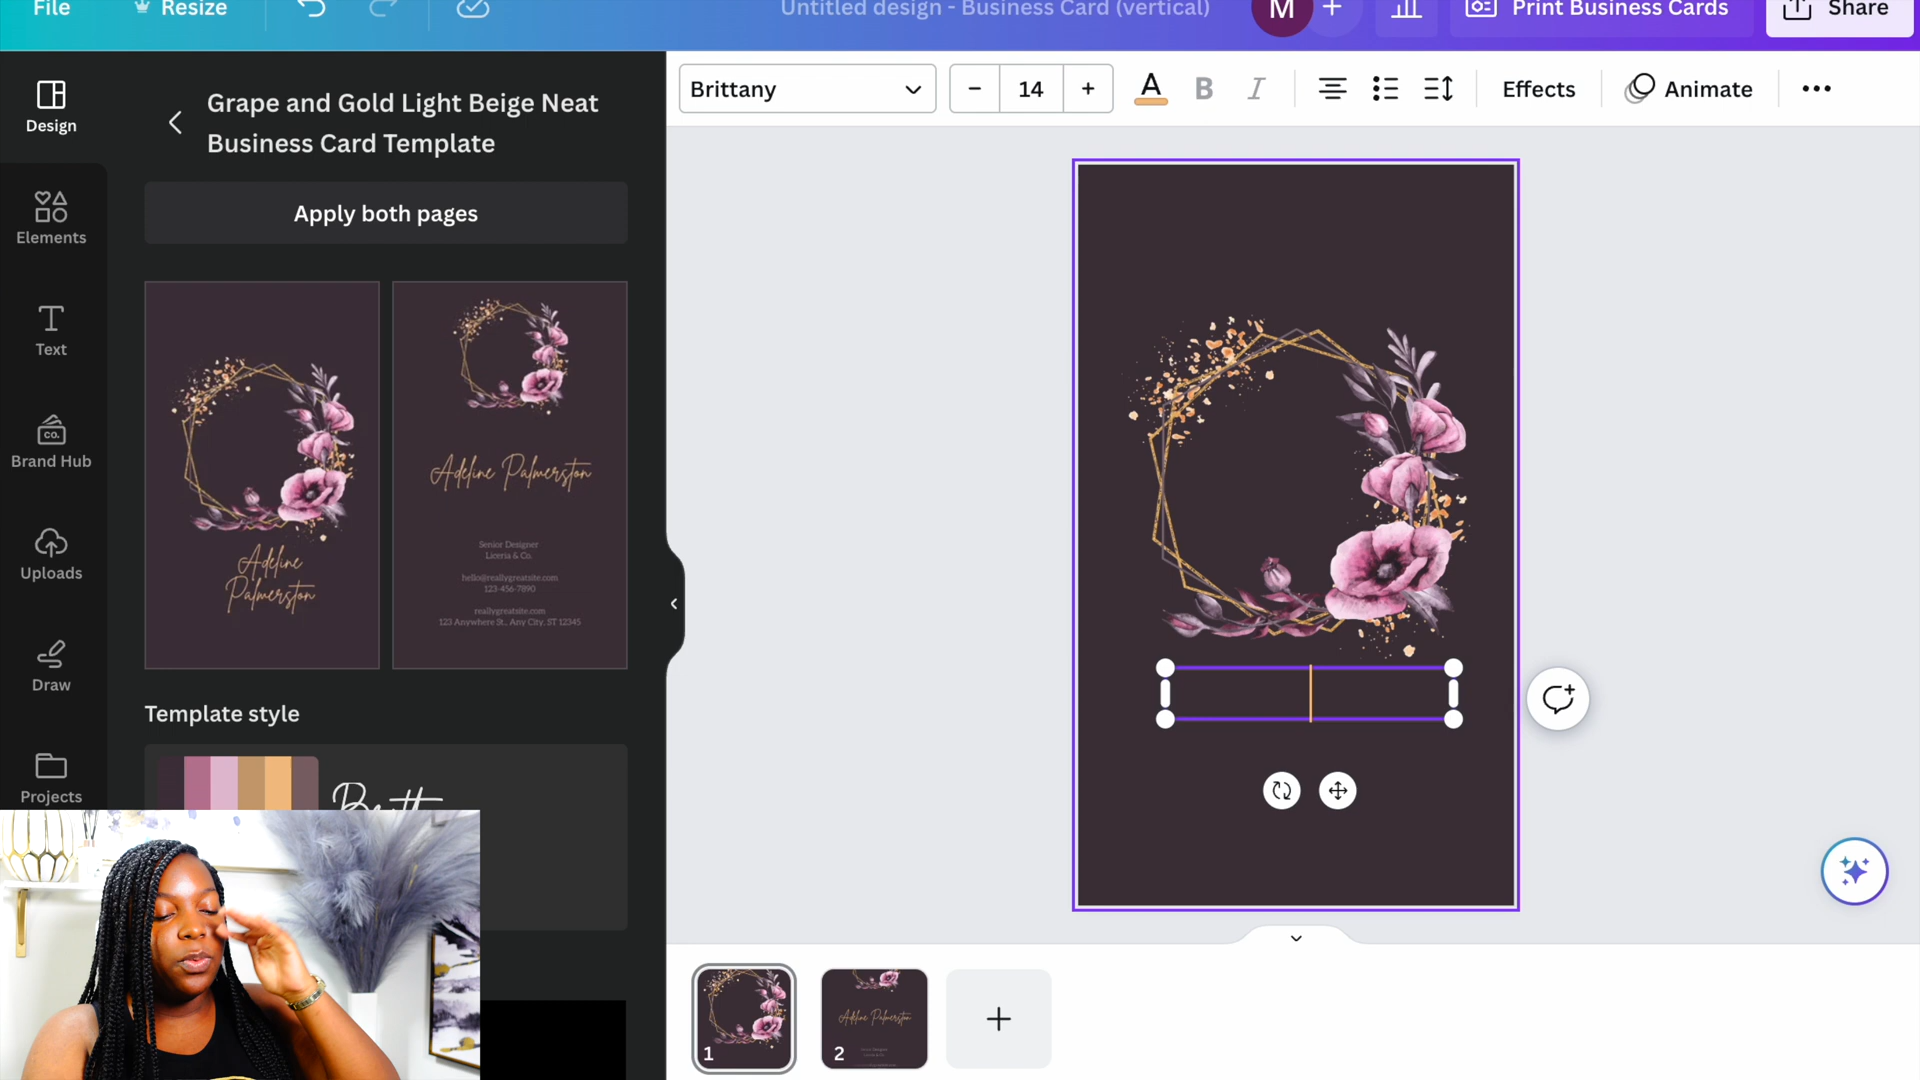 File
Resize
Untitled design - Business Card (vertical)
M
Print Business Cards
Share
Design
Elements
Text
Brand Hub
CO.
Uploads
Draw
Projects
Grape and Gold Light Beige Neat
Business Card Template
Apply both pages
Adeline
Palmerston
Adeline Palmerston
Senior Designer
Liceria & Co.
hello@reallygreatsite.com
123-456-7890
reallygreatsite.com
123 Anywhere St., Any City, ST 12345
Template style
Brittany
14
A
B
I
Effects
Animate
1
2
Adeline Palmerston